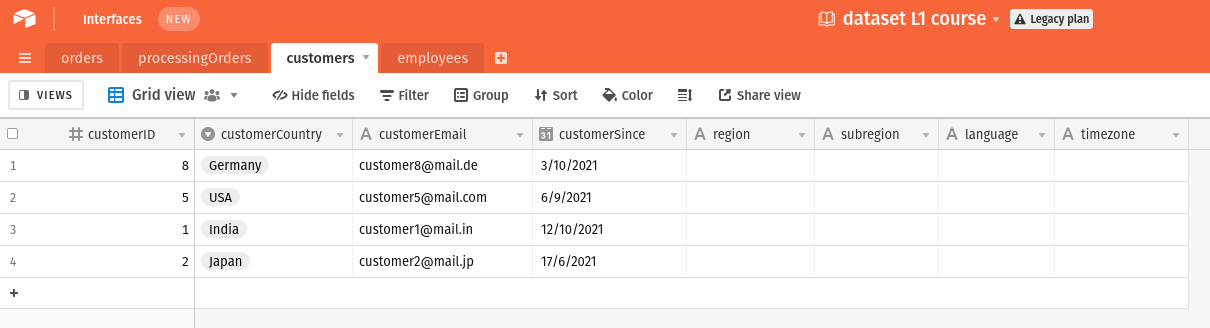 Interfaces NEW dataset L1 course Legacy plan
orders processingOrders customers employees
VIEWS Grid view Hide fields Filter Group Sort Color Share view
customerID customerCountry customerEmail customerSince region subregion language timezone
1 8 Germany customer8@mail.de 3/10/2021
2 5 USA customer5@mail.com 6/9/2021
3 1 India customer1@mail.in 12/10/2021
4 2 Japan customer2@mail.jp 17/6/2021
+